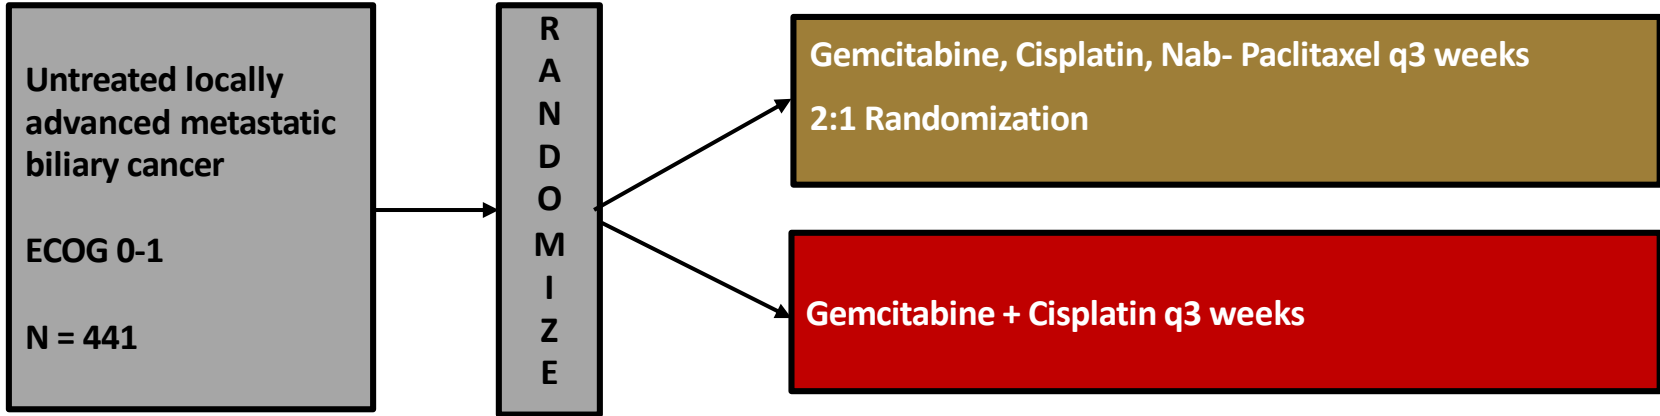 Untreated locally
advanced metastatic
biliary cancer
ECOG 0-1
N = 441
R
A
N
D
O
M
I
Z
E
Gemcitabine, Cisplatin, Nab- Paclitaxel q3 weeks
2:1 Randomization
Gemcitabine + Cisplatin q3 weeks